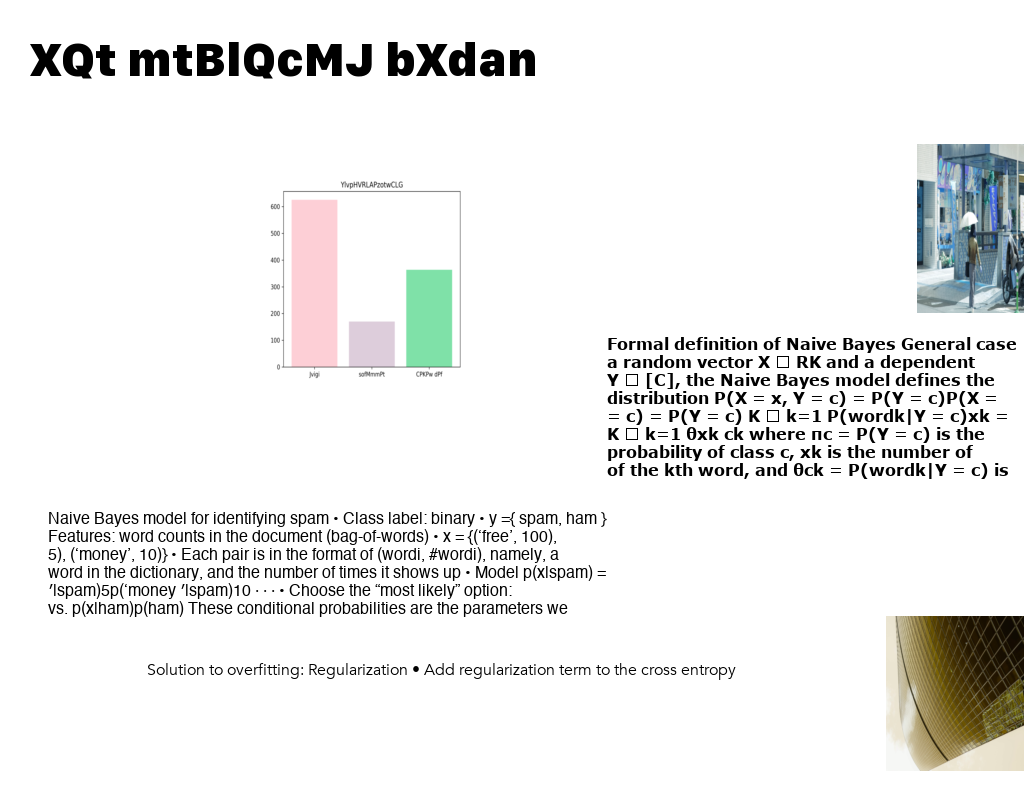 XQt mtBlQcMJ bXdan
YlvpHVRLAPzotwCLG
600
500
400
300
200
100
0
Jvigi sofMmmPt CPKPw dPf
Formal definition of Naive Bayes General case
a random vector X □ RK and a dependent
Y □ [C], the Naive Bayes model defines the
distribution P(X = x, Y = c) = P(Y = c)P(X =
= c) = P(Y = c) K □ k=1 P(wordk|Y = c)xk =
K □ k=1 θxk ck where πc = P(Y = c) is the
probability of class c, xk is the number of
of the kth word, and θck = P(wordk|Y = c) is
Naive Bayes model for identifying spam • Class label: binary • y ={ spam, ham }
Features: word counts in the document (bag-of-words) • x = {(‘free’, 100),
5), (‘money’, 10)} • Each pair is in the format of (wordi, #wordi), namely, a
word in the dictionary, and the number of times it shows up • Model p(x|spam) =
′|spam)5p(‘money ′|spam)10 · · · • Choose the “most likely” option:
vs. p(x|ham)p(ham) These conditional probabilities are the parameters we
Solution to overfitting: Regularization • Add regularization term to the cross entropy